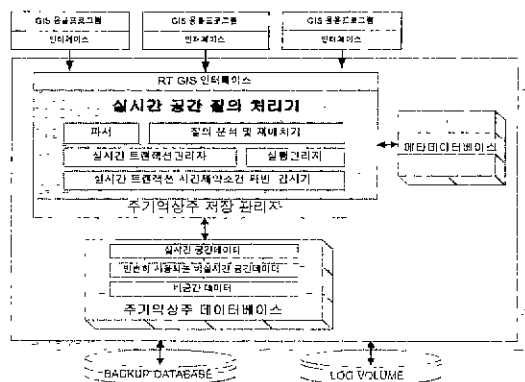 GIS 응용프로그램
인터페이스
GIS 응용프로그램
인터페이스
GIS 응용프로그램
인터페이스
RT GIS 인터페이스
실시간 공간 질의 처리기
파서
질의 분석 및 재배치기
실시간 트랜잭션관리자
실행관리자
실시간 트랜잭션 시간제약조건 위반 감시기
주기억상주 저장 관리자
메타데이터베이스
실시간 공간데이터
빈번히 사용되는 비실시간 공간데이터
비공간 데이터
주기억상주 데이터베이스
BACKUP DATABASE
LOG VOLUME